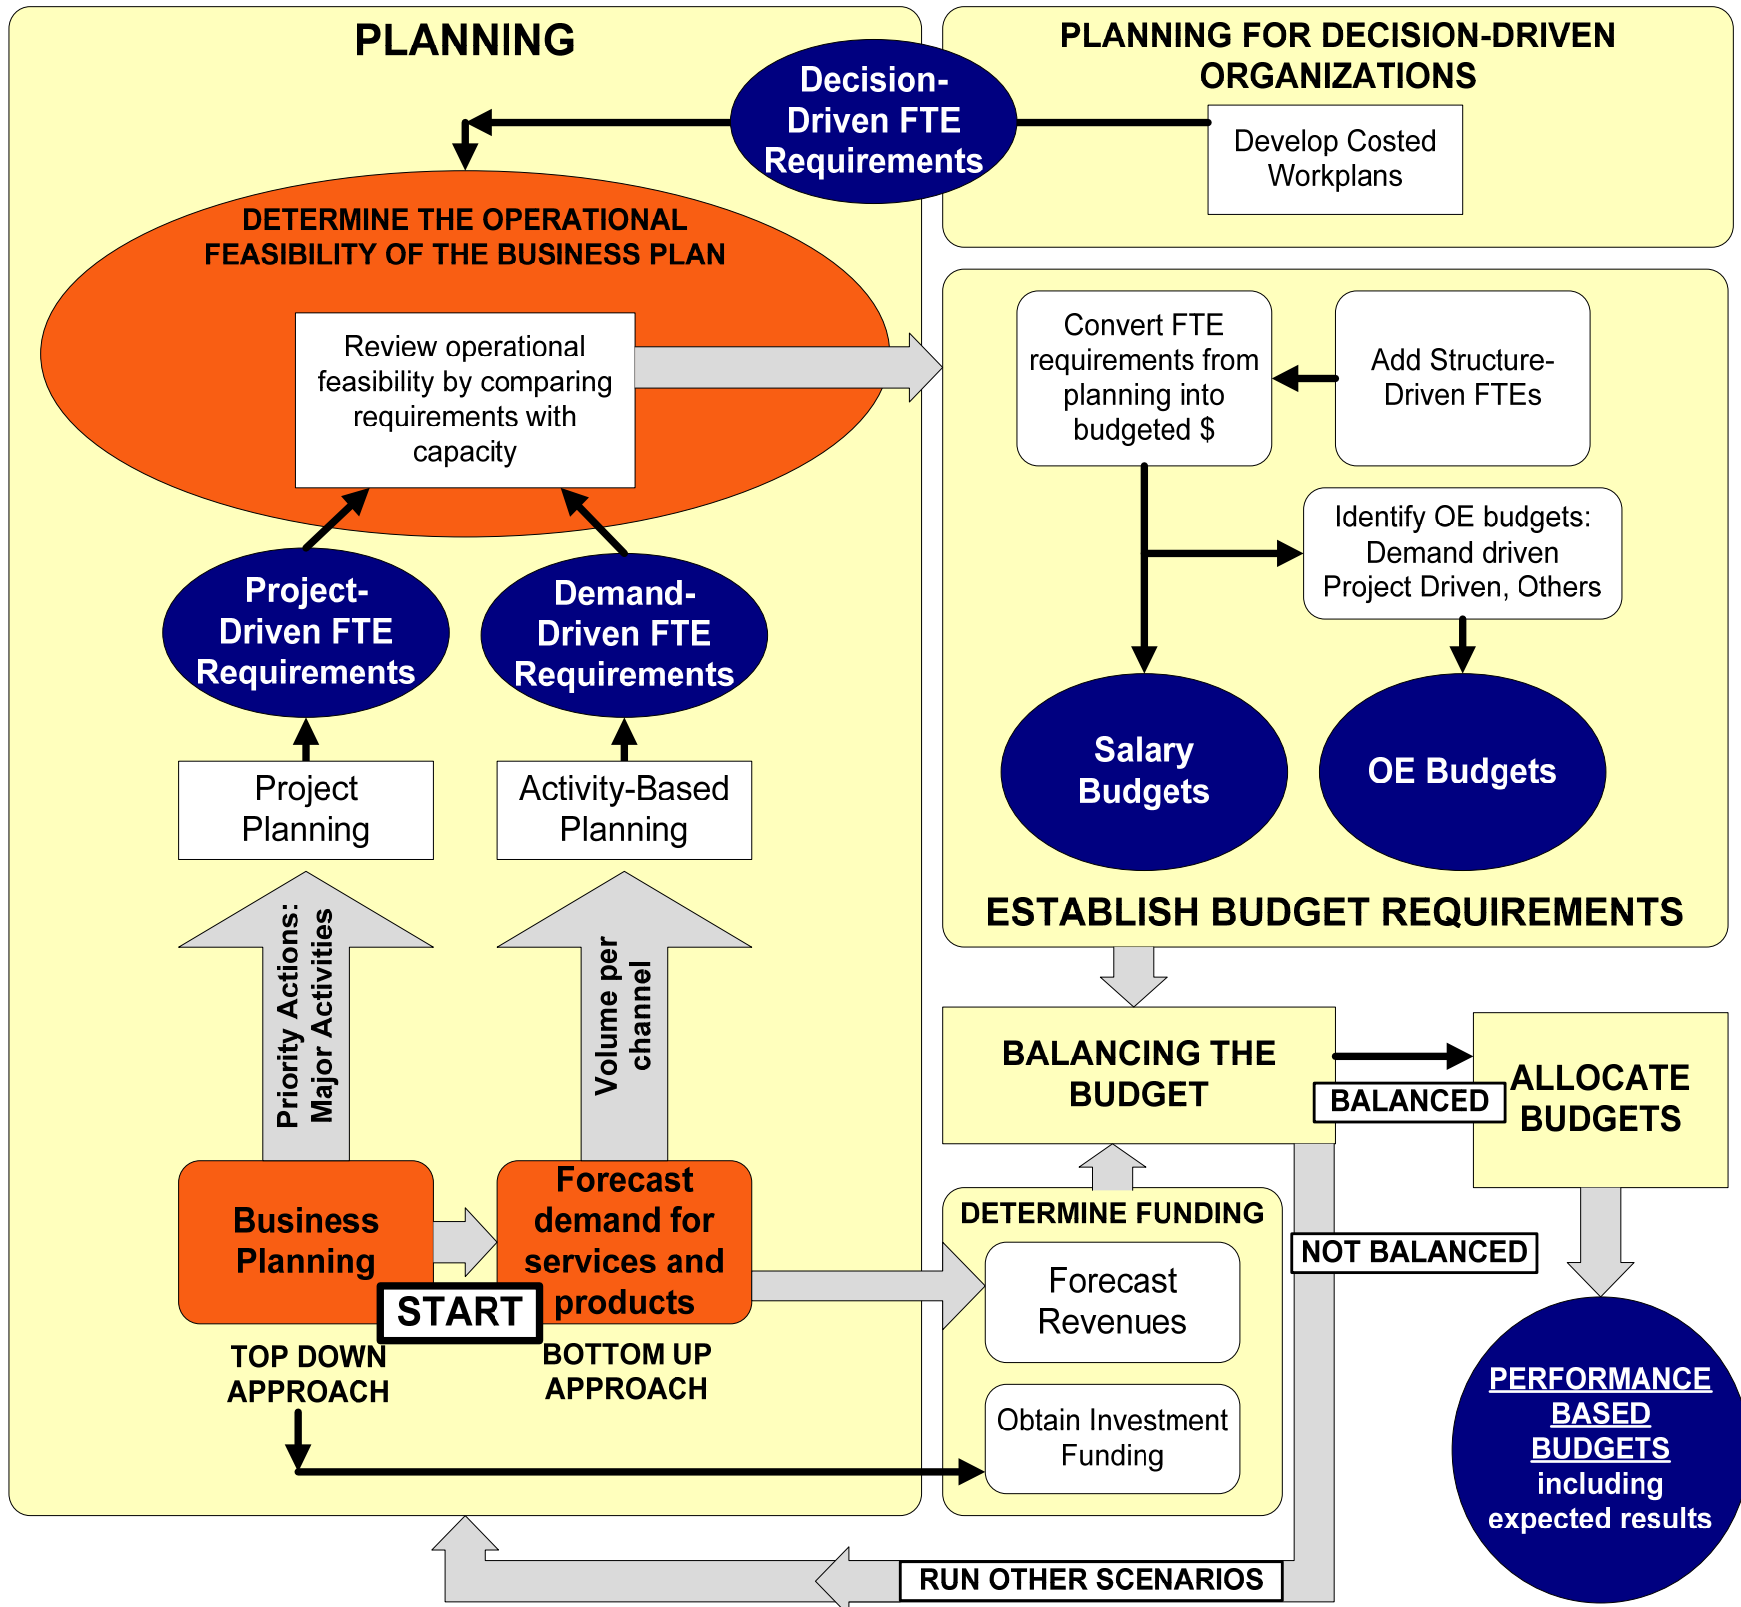 PLANNING
PLANNING FOR DECISION-DRIVEN
ORGANIZATIONS
Decision-
Driven FTE
Requirements
Develop Costed
Workplans
DETERMINE THE OPERATIONAL
FEASIBILITY OF THE BUSINESS PLAN
Review operational
feasibility by comparing
requirements with
capacity
Convert FTE
requirements from
planning into
budgeted $
Add Structure-
Driven FTEs
Identify OE budgets:
Demand driven
Project Driven, Others
Project-
Driven FTE
Requirements
Demand-
Driven FTE
Requirements
Salary
Budgets
OE Budgets
Project
Planning
Activity-Based
Planning
ESTABLISH BUDGET REQUIREMENTS
Priority Actions:
Major Activities
Volume per
channel
BALANCING THE
BUDGET
BALANCED
ALLOCATE
BUDGETS
Business
Planning
Forecast
demand for
services and
products
START
TOP DOWN
APPROACH
BOTTOM UP
APPROACH
DETERMINE FUNDING
Forecast
Revenues
Obtain Investment
Funding
NOT BALANCED
PERFORMANCE
BASED
BUDGETS
including
expected results
RUN OTHER SCENARIOS